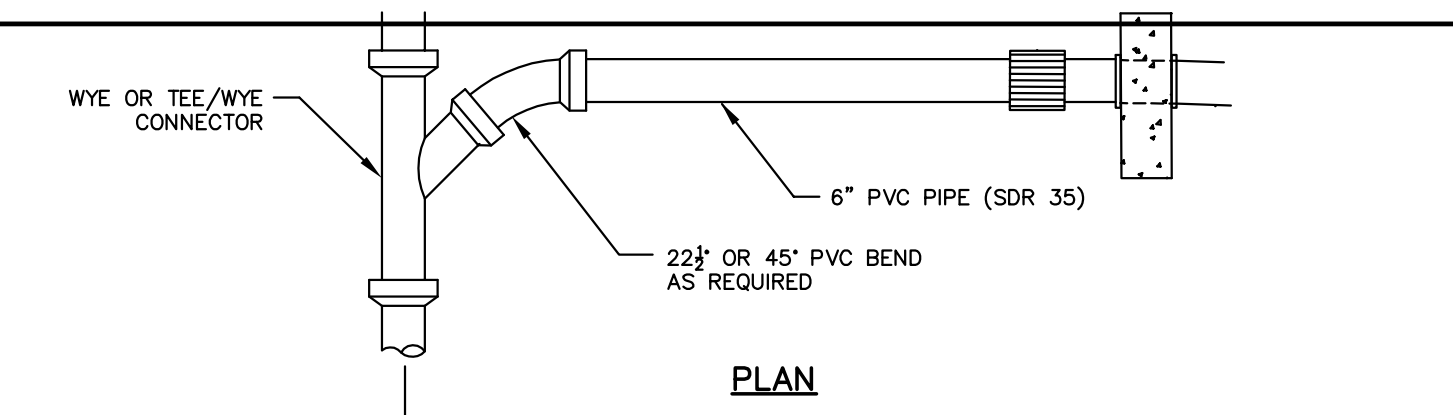 WYE OR TEE/WYE
CONNECTOR
6" PVC PIPE (SDR 35)
22½° OR 45° PVC BEND
AS REQUIRED
PLAN